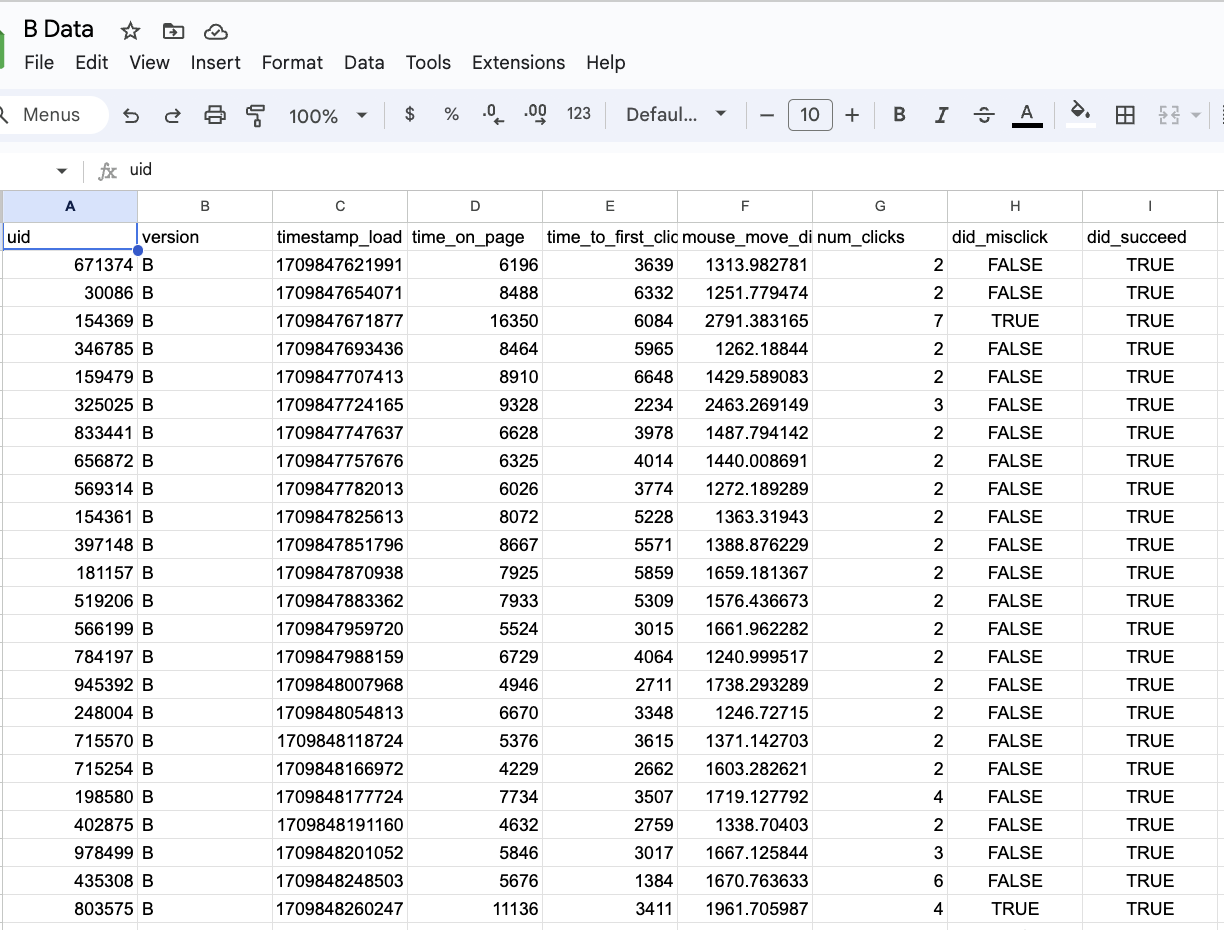 B Data
File Edit View Insert Format Data Tools Extensions Help
Menus 100% $ % .0 .00 123 Defaul... 10 B I S A
fx uid
A B C D E F G H I
uid version timestamp_load time_on_page time_to_first_clic mouse_move_di num_clicks did_misclick did_succeed
671374 B 1709847621991 6196 3639 1313.982781 2 FALSE TRUE
30086 B 1709847654071 8488 6332 1251.779474 2 FALSE TRUE
154369 B 1709847671877 16350 6084 2791.383165 7 TRUE TRUE
346785 B 1709847693436 8464 5965 1262.18844 2 FALSE TRUE
159479 B 1709847707413 8910 6648 1429.589083 2 FALSE TRUE
325025 B 1709847724165 9328 2234 2463.269149 3 FALSE TRUE
833441 B 1709847747637 6628 3978 1487.794142 2 FALSE TRUE
656872 B 1709847757676 6325 4014 1440.008691 2 FALSE TRUE
569314 B 1709847782013 6026 3774 1272.189289 2 FALSE TRUE
154361 B 1709847825613 8072 5228 1363.31943 2 FALSE TRUE
397148 B 1709847851796 8667 5571 1388.876229 2 FALSE TRUE
181157 B 1709847870938 7925 5859 1659.181367 2 FALSE TRUE
519206 B 1709847883362 7933 5309 1576.436673 2 FALSE TRUE
566199 B 1709847959720 5524 3015 1661.962282 2 FALSE TRUE
784197 B 1709847988159 6729 4064 1240.999517 2 FALSE TRUE
945392 B 1709848007968 4946 2711 1738.293289 2 FALSE TRUE
248004 B 1709848054813 6670 3348 1246.72715 2 FALSE TRUE
715570 B 1709848118724 5376 3615 1371.142703 2 FALSE TRUE
715254 B 1709848166972 4229 2662 1603.282621 2 FALSE TRUE
198580 B 1709848177724 7734 3507 1719.127792 4 FALSE TRUE
402875 B 1709848191160 4632 2759 1338.70403 2 FALSE TRUE
978499 B 1709848201052 5846 3017 1667.125844 3 FALSE TRUE
435308 B 1709848248503 5676 1384 1670.763633 6 FALSE TRUE
803575 B 1709848260247 11136 3411 1961.705987 4 TRUE TRUE